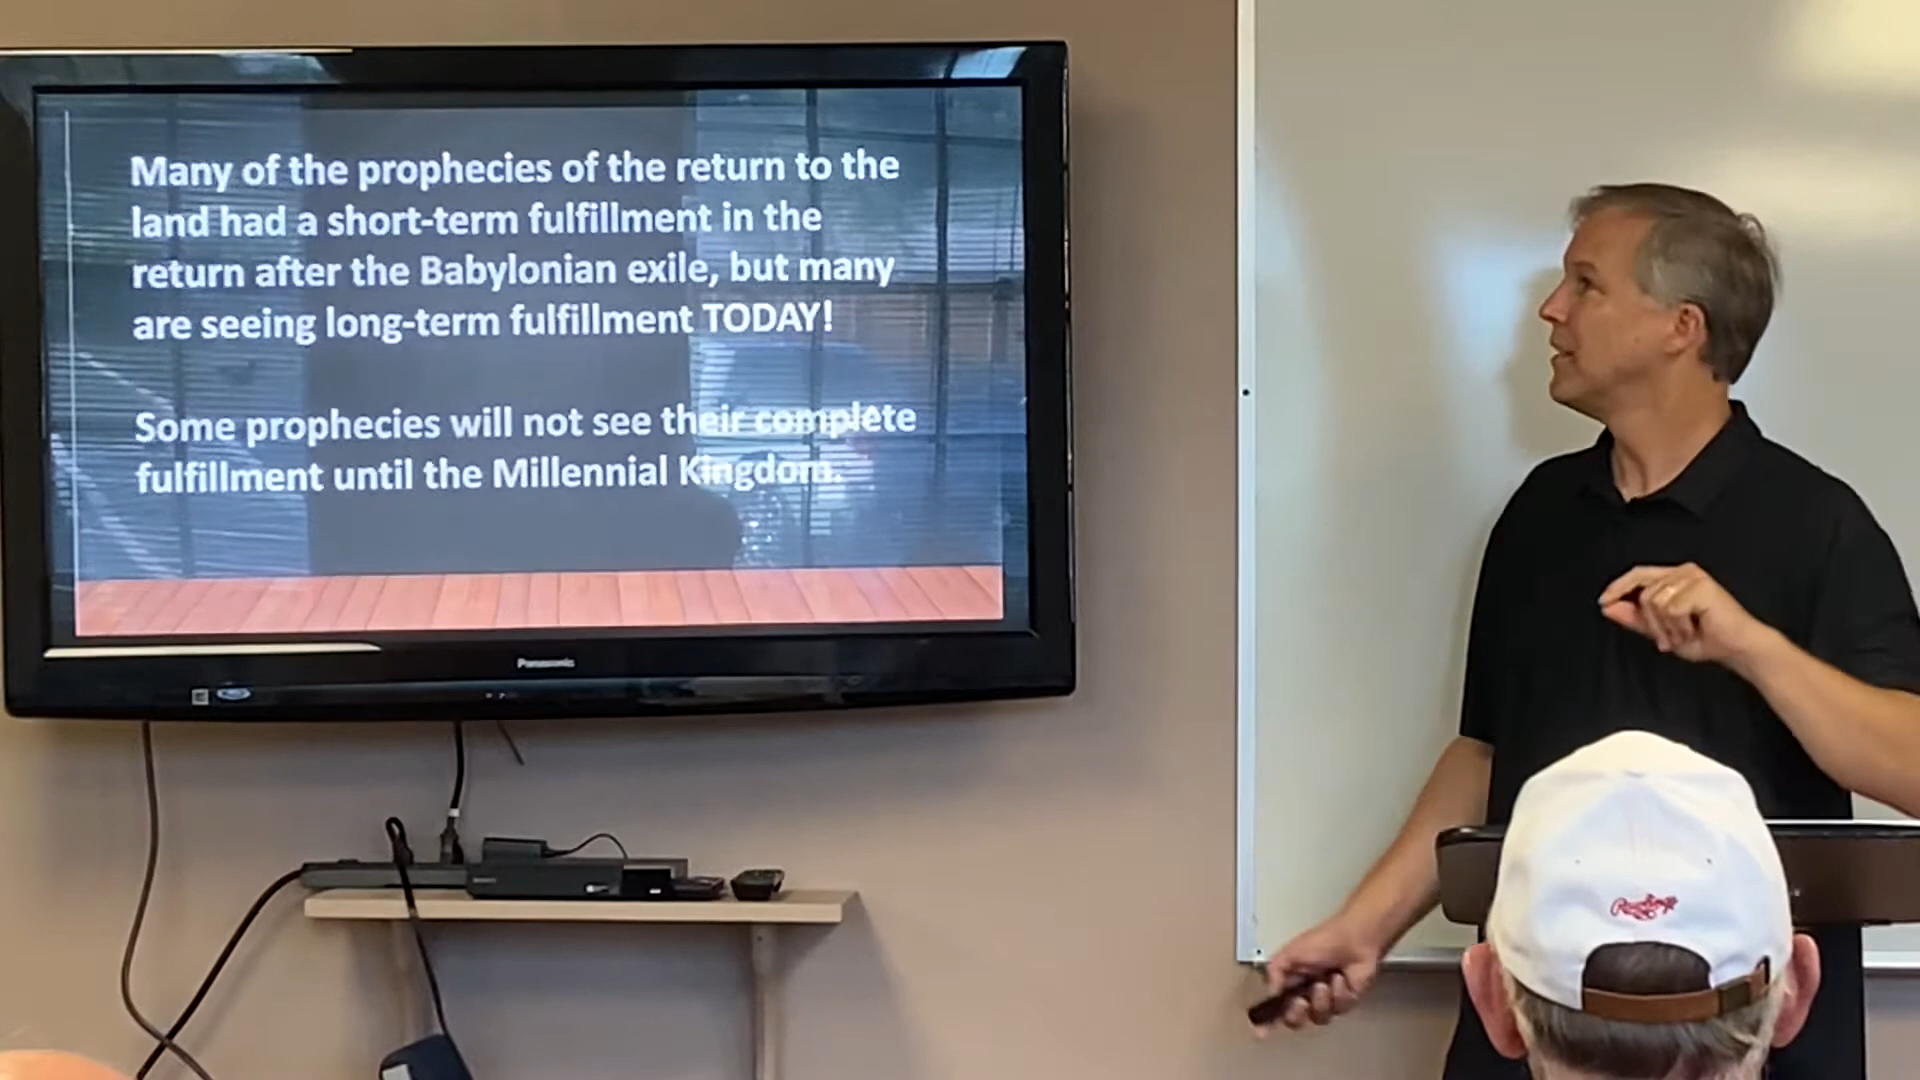 Many of the prophecies of the return to the
land had a short-term fulfillment in the
return after the Babylonian exile, but many
are seeing long-term fulfillment TODAY!
Some prophecies will not see their complete
fulfillment until the Millennial Kingdom.
Panasonic
Rawlings